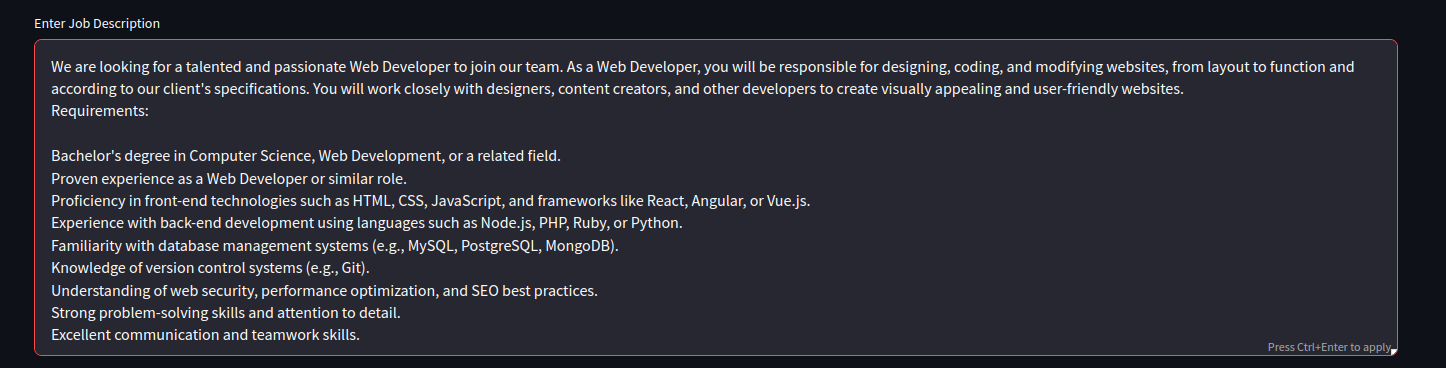 Enter Job Description
We are looking for a talented and passionate Web Developer to join our team. As a Web Developer, you will be responsible for designing, coding, and modifying websites, from layout to function and
according to our client's specifications. You will work closely with designers, content creators, and other developers to create visually appealing and user-friendly websites.
Requirements:
Bachelor's degree in Computer Science, Web Development, or a related field.
Proven experience as a Web Developer or similar role.
Proficiency in front-end technologies such as HTML, CSS, JavaScript, and frameworks like React, Angular, or Vue.js.
Experience with back-end development using languages such as Node.js, PHP, Ruby, or Python.
Familiarity with database management systems (e.g., MySQL, PostgreSQL, MongoDB).
Knowledge of version control systems (e.g., Git).
Understanding of web security, performance optimization, and SEO best practices.
Strong problem-solving skills and attention to detail.
Excellent communication and teamwork skills.
Press Ctrl+Enter to apply